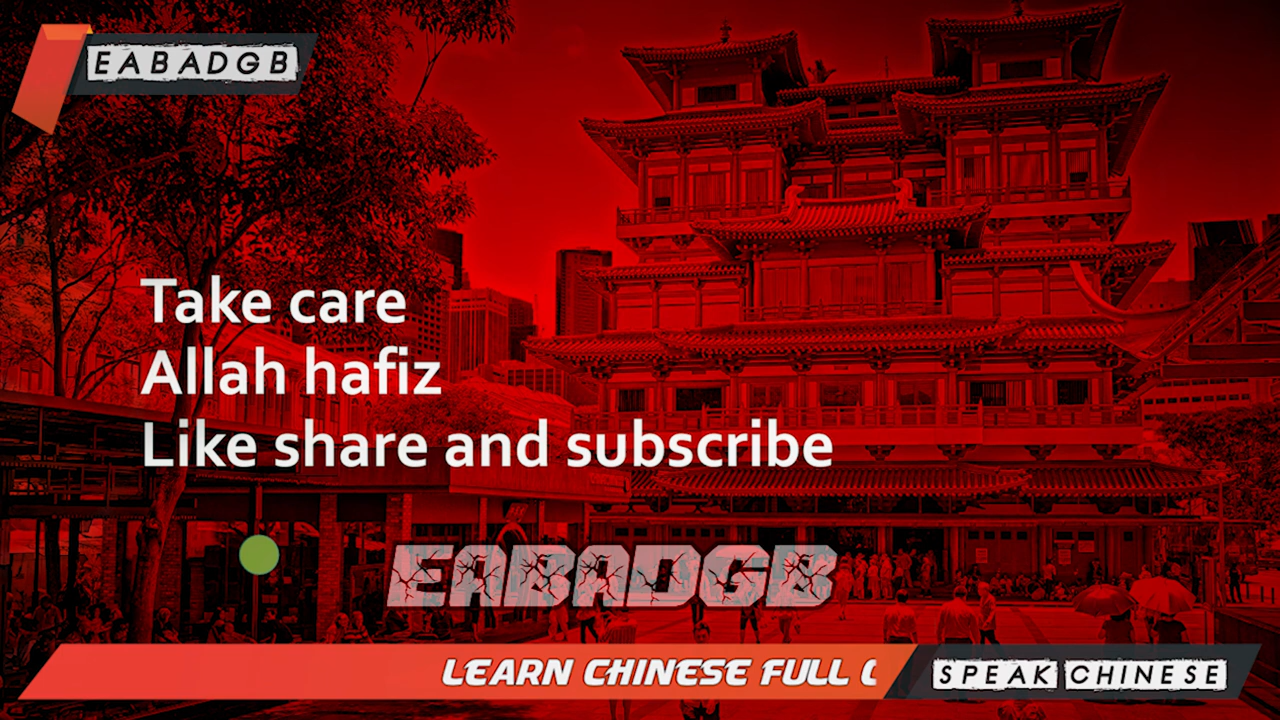 EABADGB
Take care
Allah hafiz
Like share and subscribe
EABADGB
LEARN CHINESE FULL
SPEAK CHINESE